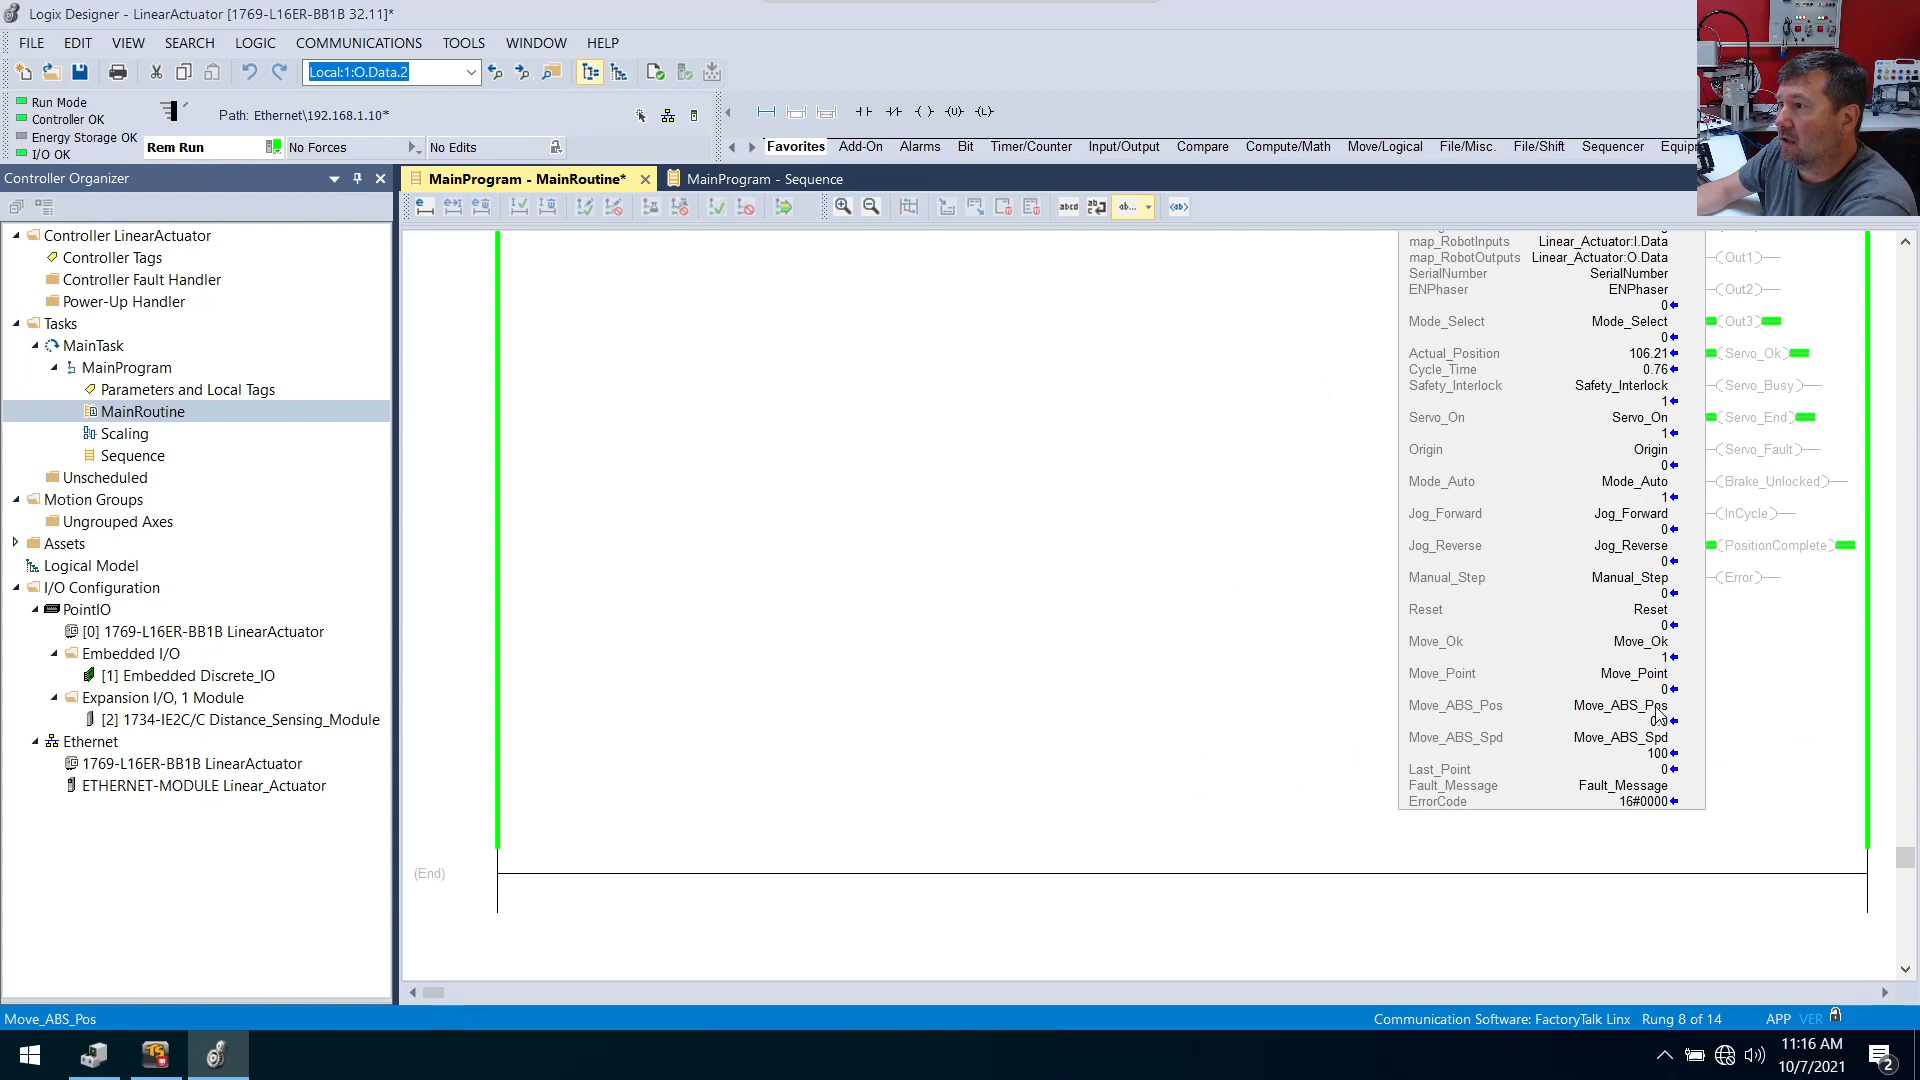 Logix Designer - LinearActuator [1769-L16ER-BB1B 32.11]*
FILE EDIT VIEW SEARCH LOGIC COMMUNICATIONS TOOLS WINDOW HELP
Local:1:O.Data.2
Run Mode
Controller OK
Energy Storage OK
I/O OK
Path: Ethernet\192.168.1.10*
Rem Run
No Forces
No Edits
Favorites Add-On Alarms Bit Timer/Counter Input/Output Compare Compute/Math Move/Logical File/Misc. File/Shift Sequencer Equip
Controller Organizer
MainProgram - MainRoutine*
MainProgram - Sequence
Controller LinearActuator
Controller Tags
Controller Fault Handler
Power-Up Handler
Tasks
MainTask
MainProgram
Parameters and Local Tags
MainRoutine
Scaling
Sequence
Unscheduled
Motion Groups
Ungrouped Axes
Assets
Logical Model
I/O Configuration
PointIO
[0] 1769-L16ER-BB1B LinearActuator
Embedded I/O
[1] Embedded Discrete_IO
Expansion I/O, 1 Module
[2] 1734-IE2C/C Distance_Sensing_Module
Ethernet
1769-L16ER-BB1B LinearActuator
ETHERNET-MODULE Linear_Actuator
map_RobotInputs Linear_Actuator:I.Data
map_RobotOutputs Linear_Actuator:O.Data
SerialNumber SerialNumber
ENPhaser ENPhaser
0
Mode_Select Mode_Select
0
Actual_Position 106.21
Cycle_Time 0.76
Safety_Interlock Safety_Interlock
1
Servo_On Servo_On
1
Origin Origin
0
Mode_Auto Mode_Auto
1
Jog_Forward Jog_Forward
0
Jog_Reverse Jog_Reverse
0
Manual_Step Manual_Step
0
Reset Reset
0
Move_Ok Move_Ok
1
Move_Point Move_Point
0
Move_ABS_Pos Move_ABS_Pos
Move_ABS_Spd Move_ABS_Spd
100
Last_Point 0
Fault_Message Fault_Message
ErrorCode 16#0000
Out1
Out2
Out3
Servo_Ok
Servo_Busy
Servo_End
Servo_Fault
Brake_Unlocked
InCycle
PositionComplete
Error
(End)
Move_ABS_Pos
Communication Software: FactoryTalk Linx Rung 8 of 14 APP VER
11:16 AM
10/7/2021
2